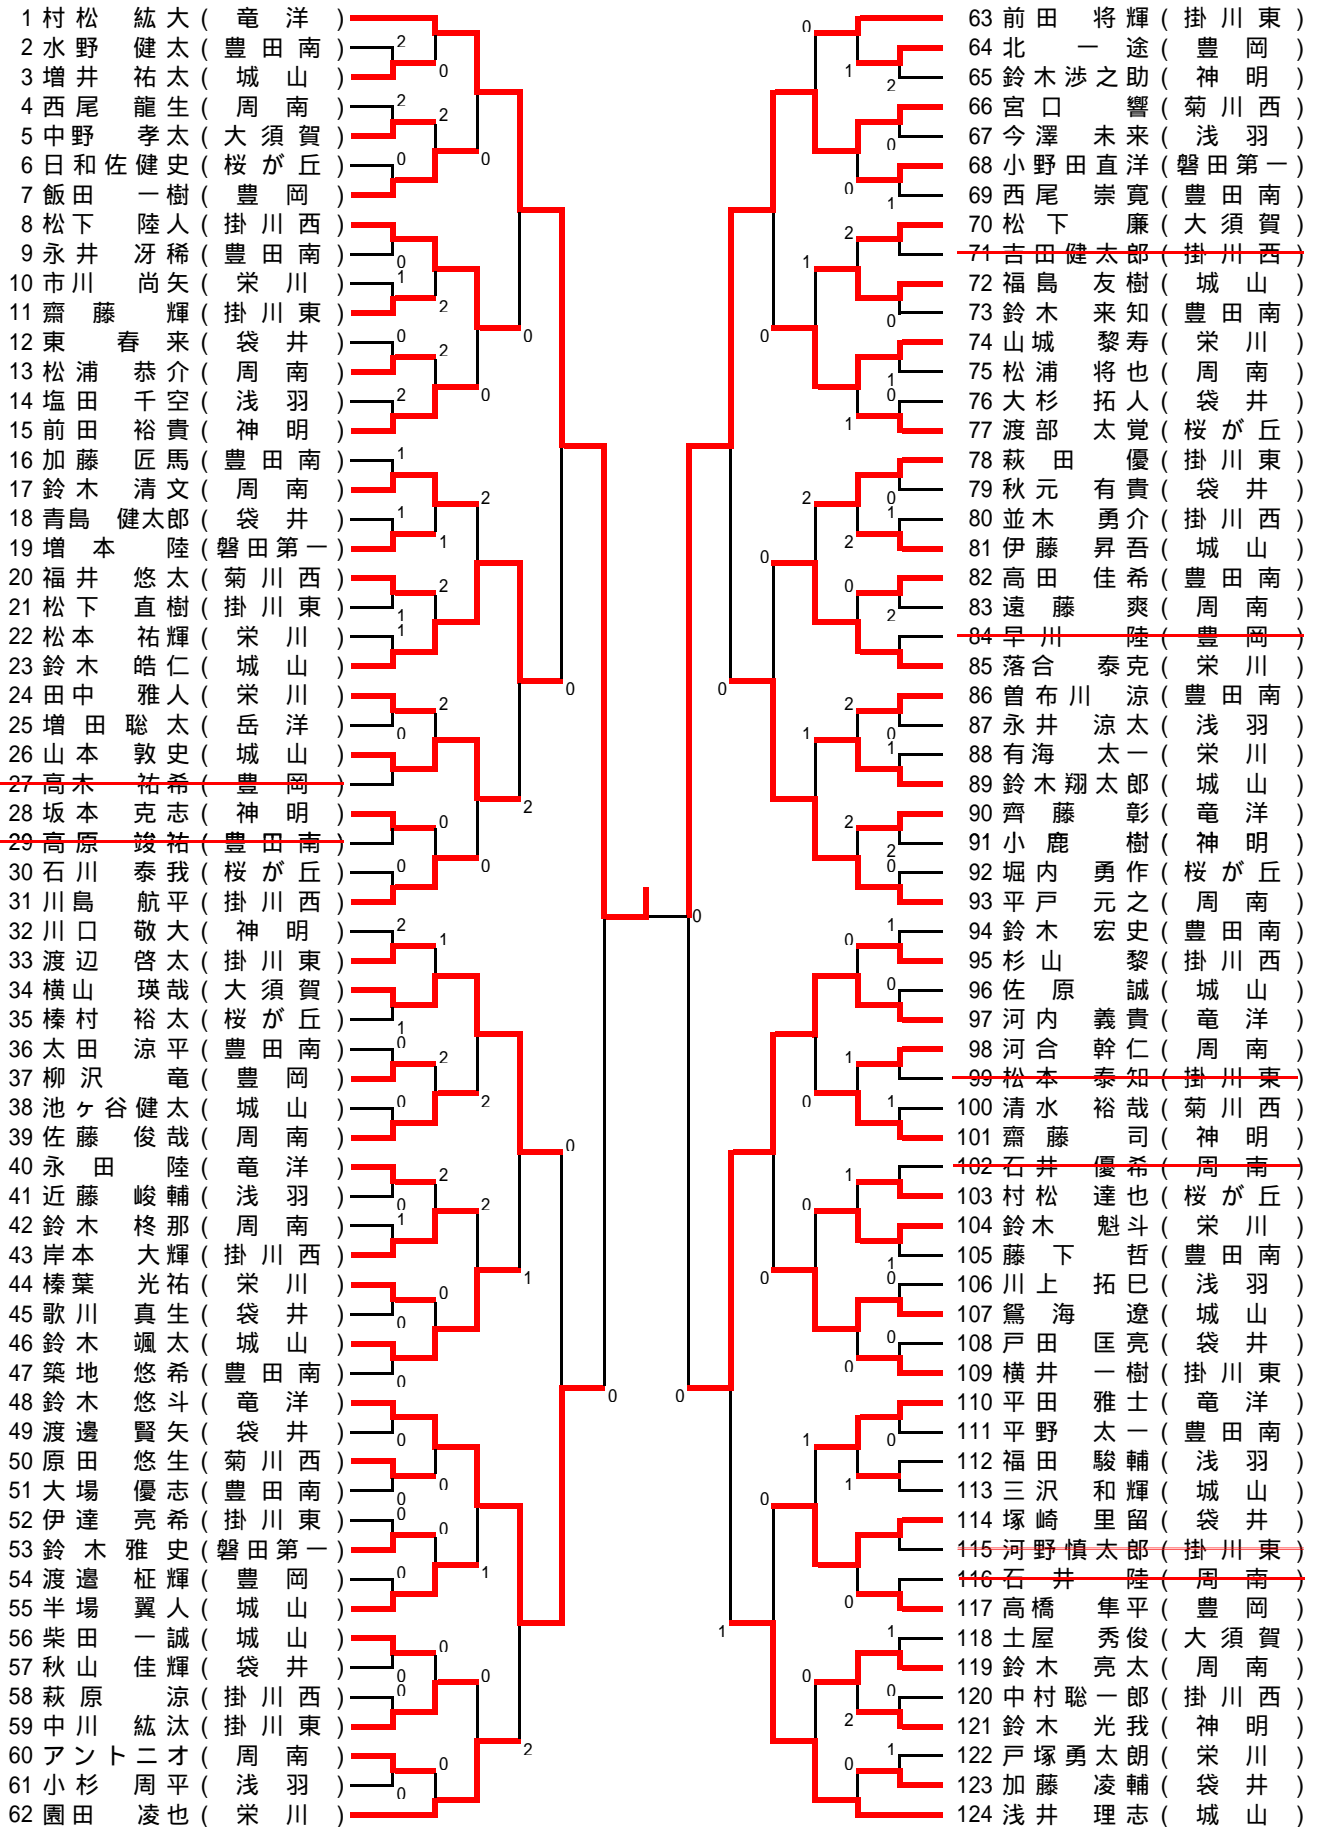 1 村松 紘大 ( 竜洋 )
2 水野 健太 ( 豊田南 )
3 増井 祐太 ( 城山 )
4 西尾 龍生 ( 周南 )
5 中野 孝太 ( 大須賀 )
6 日和佐健史 ( 桜が丘 )
7 飯田 一樹 ( 豊岡 )
8 松下 陸人 ( 掛川西 )
9 永井 冴稀 ( 豊田南 )
10 市川 尚矢 ( 栄川 )
11 齋藤 輝 ( 掛川東 )
12 東 春来 ( 袋井 )
13 松浦 恭介 ( 周南 )
14 塩田 千空 ( 浅羽 )
15 前田 裕貴 ( 神明 )
16 加藤 匠馬 ( 豊田南 )
17 鈴木 清文 ( 周南 )
18 青島 健太郎 ( 袋井 )
19 増本 陸 ( 磐田第一 )
20 福井 悠太 ( 菊川西 )
21 松下 直樹 ( 掛川東 )
22 松本 祐輝 ( 栄川 )
23 鈴木 皓仁 ( 城山 )
24 田中 雅人 ( 栄川 )
25 増田聡太 ( 岳洋 )
26 山本 敦史 ( 城山 )
27 高木 祐希 ( 豊岡 )
28 坂本 克志 ( 神明 )
29 高原 竣祐 ( 豊田南 )
30 石川 泰我 ( 桜が丘 )
31 川島 航平 ( 掛川西 )
32 川口 敬大 ( 神明 )
33 渡辺 啓太 ( 掛川東 )
34 横山 瑛哉 ( 大須賀 )
35 榛村 裕太 ( 桜が丘 )
36 太田 涼平 ( 豊田南 )
37 柳沢 竜 ( 豊岡 )
38 池ヶ谷健太 ( 城山 )
39 佐藤 俊哉 ( 周南 )
40 永田 陸 ( 竜洋 )
41 近藤 峻輔 ( 浅羽 )
42 鈴木 柊那 ( 周南 )
43 岸本 大輝 ( 掛川西 )
44 榛葉 光祐 ( 栄川 )
45 歌川 真生 ( 袋井 )
46 鈴木 颯太 ( 城山 )
47 築地 悠希 ( 豊田南 )
48 鈴木 悠斗 ( 竜洋 )
49 渡邊 賢矢 ( 袋井 )
50 原田 悠生 ( 菊川西 )
51 大場 優志 ( 豊田南 )
52 伊達 亮希 ( 掛川東 )
53 鈴木雅史 ( 磐田第一 )
54 渡邉 柾輝 ( 豊岡 )
55 半場 翼人 ( 城山 )
56 柴田 一誠 ( 城山 )
57 秋山 佳輝 ( 袋井 )
58 萩原 涼 ( 掛川西 )
59 中川 紘汰 ( 掛川東 )
60 アントニオ ( 周南 )
61 小杉 周平 ( 浅羽 )
62 園田 凌也 ( 栄川 )
63 前田 将輝 ( 掛川東 )
64 北 一途 ( 豊岡 )
65 鈴木渉之助 ( 神明 )
66 宮口 響 ( 菊川西 )
67 今澤 未来 ( 浅羽 )
68 小野田直洋 ( 磐田第一 )
69 西尾 崇寛 ( 豊田南 )
70 松下 廉 ( 大須賀 )
71 吉田健太郎 ( 掛川西 )
72 福島 友樹 ( 城山 )
73 鈴木 来知 ( 豊田南 )
74 山城 黎寿 ( 栄川 )
75 松浦 将也 ( 周南 )
76 大杉 拓人 ( 袋井 )
77 渡部 太覚 ( 桜が丘 )
78 萩田 優 ( 掛川東 )
79 秋元 有貴 ( 袋井 )
80 並木 勇介 ( 掛川西 )
81 伊藤 昇吾 ( 城山 )
82 高田 佳希 ( 豊田南 )
83 遠藤 爽 ( 周南 )
84 早川 陸 ( 豊岡 )
85 落合 泰克 ( 栄川 )
86 曽布川 涼 ( 豊田南 )
87 永井 涼太 ( 浅羽 )
88 有海 太一 ( 栄川 )
89 鈴木翔太郎 ( 城山 )
90 齊藤 彰 ( 竜洋 )
91 小鹿 樹 ( 神明 )
92 堀内 勇作 ( 桜が丘 )
93 平戸 元之 ( 周南 )
94 鈴木 宏史 ( 豊田南 )
95 杉山 黎 ( 掛川西 )
96 佐原 誠 ( 城山 )
97 河内 義貴 ( 竜洋 )
98 河合 幹仁 ( 周南 )
99 松本 泰知 ( 掛川東 )
100 清水 裕哉 ( 菊川西 )
101 齋藤 司 ( 神明 )
102 石井 優希 ( 周南 )
103 村松 達也 ( 桜が丘 )
104 鈴木 魁斗 ( 栄川 )
105 藤下 哲 ( 豊田南 )
106 川上 拓巳 ( 浅羽 )
107 鴛海 遼 ( 城山 )
108 戸田 匡亮 ( 袋井 )
109 横井 一樹 ( 掛川東 )
110 平田 雅士 ( 竜洋 )
111 平野 太一 ( 豊田南 )
112 福田 駿輔 ( 浅羽 )
113 三沢 和輝 ( 城山 )
114 塚崎 里留 ( 袋井 )
115 河野慎太郎 ( 掛川東 )
116 石井 陸 ( 周南 )
117 高橋 隼平 ( 豊岡 )
118 土屋 秀俊 ( 大須賀 )
119 鈴木 亮太 ( 周南 )
120 中村聡一郎 ( 掛川西 )
121 鈴木 光我 ( 神明 )
122 戸塚勇太朗 ( 栄川 )
123 加藤 凌輔 ( 袋井 )
124 浅井 理志 ( 城山 )